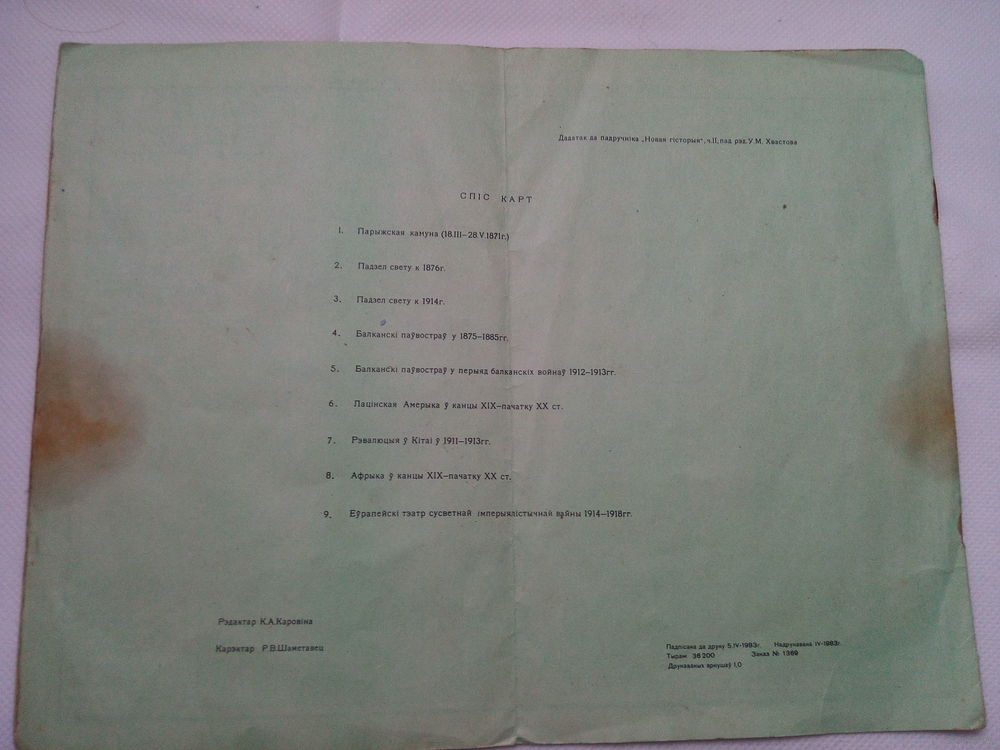 Дадатак да падручніка „Новая гісторыя", ч.II, пад рэд. У.М. Хвастова
СПІС КАРТ
1. Парыжская камуна (18.III–28.V.1871г.)
2. Падзел свету к 1876г.
3. Падзел свету к 1914г.
4. Балканскі паўвостраў у 1875–1885гг.
5. Балканскі паўвостраў у перыяд балканскіх войнаў 1912–1913гг.
6. Лацінская Амерыка ў канцы XIX–пачатку XX ст.
7. Рэвалюцыя ў Кітаі ў 1911–1913гг.
8. Афрыка ў канцы XIX–пачатку XX ст.
9. Еўрапейскі тэатр сусветнай імперыялістычнай вайны 1914–1918гг.
Рэдактар К.А.Каровіна
Карэктар Р.В.Шаметавец
Падпісана да друку 5.IV-1983г. Надрукавана IV-1983г.
Тыраж 36200 Заказ № 1369
Друкаваных аркушаў 1,0